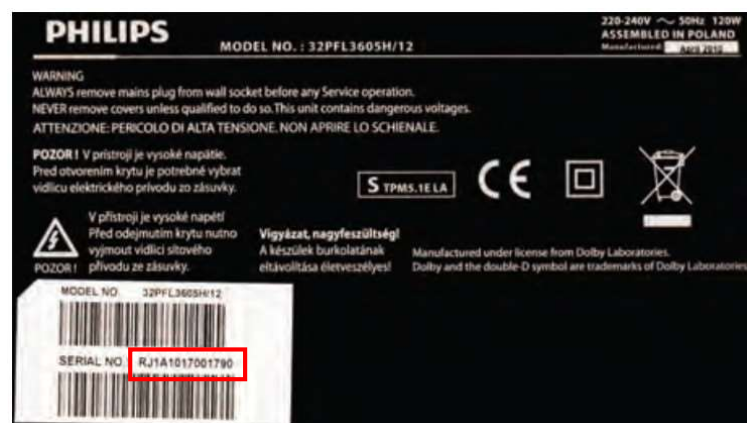 PHILIPS
MODEL NO. : 32PFL3605H/12
220-240V ~ 50Hz 120W
ASSEMBLED IN POLAND
Manufactured : April 2010
WARNING
ALWAYS remove mains plug from wall socket before any Service operation.
NEVER remove covers unless qualified to do so. This unit contains dangerous voltages.
ATTENZIONE: PERICOLO DI ALTA TENSIONE. NON APRIRE LO SCHIENALE.
POZOR! V prístroji je vysoké napätie.
Pred otvorením krytu je potrebné vybrat
vidlicu elektrického prívodu zo zásuvky.
S TPM5.1E LA
CE
POZOR!
V přístroji je vysoké napětí
Před odejmutím krytu nutno
vyjmout vidlici síťového
přívodu ze zásuvky.
Vigyázat, nagyfeszültség!
A készülék burkolatának
eltávolítása életveszélyes!
Manufactured under license from Dolby Laboratories.
Dolby and the double-D symbol are trademarks of Dolby Laboratories
MODEL NO. 32PFL3605H/12
SERIAL NO. RJ1A1017001790